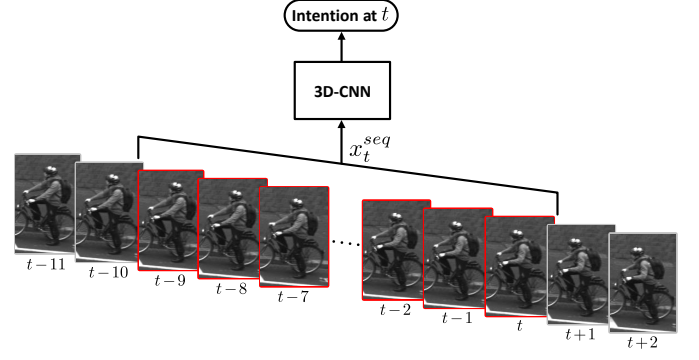 Intention at t
3D-CNN
x_t^{seq}
t−11
t−10
t−9
t−8
t−7
....
t−2
t−1
t
t+1
t+2